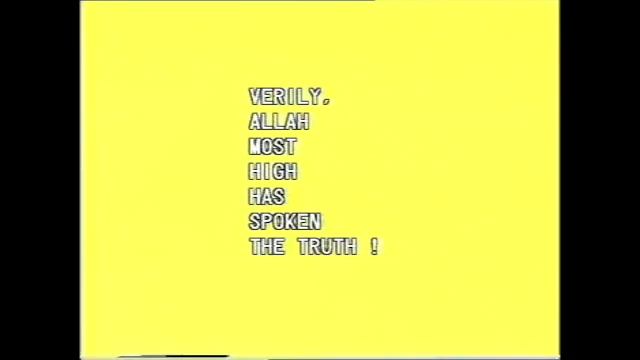 VERILY,
ALLAH
MOST
HIGH
HAS
SPOKEN
THE TRUTH !